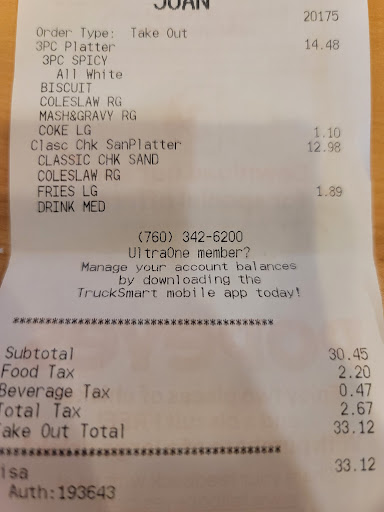 JUAN
20175
Order Type: Take Out
3PC Platter 14.48
3PC SPICY
All White
BISCUIT
COLESLAW RG
MASH&GRAVY RG
COKE LG 1.10
Clasc Chk SanPlatter 12.98
CLASSIC CHK SAND
COLESLAW RG
FRIES LG 1.89
DRINK MED
(760) 342-6200
UltraOne member?
Manage your account balances
by downloading the
TruckSmart mobile app today!
****************************************
Subtotal 30.45
Food Tax 2.20
Beverage Tax 0.47
Total Tax 2.67
Take Out Total 33.12
****************************************
isa 33.12
Auth:193643